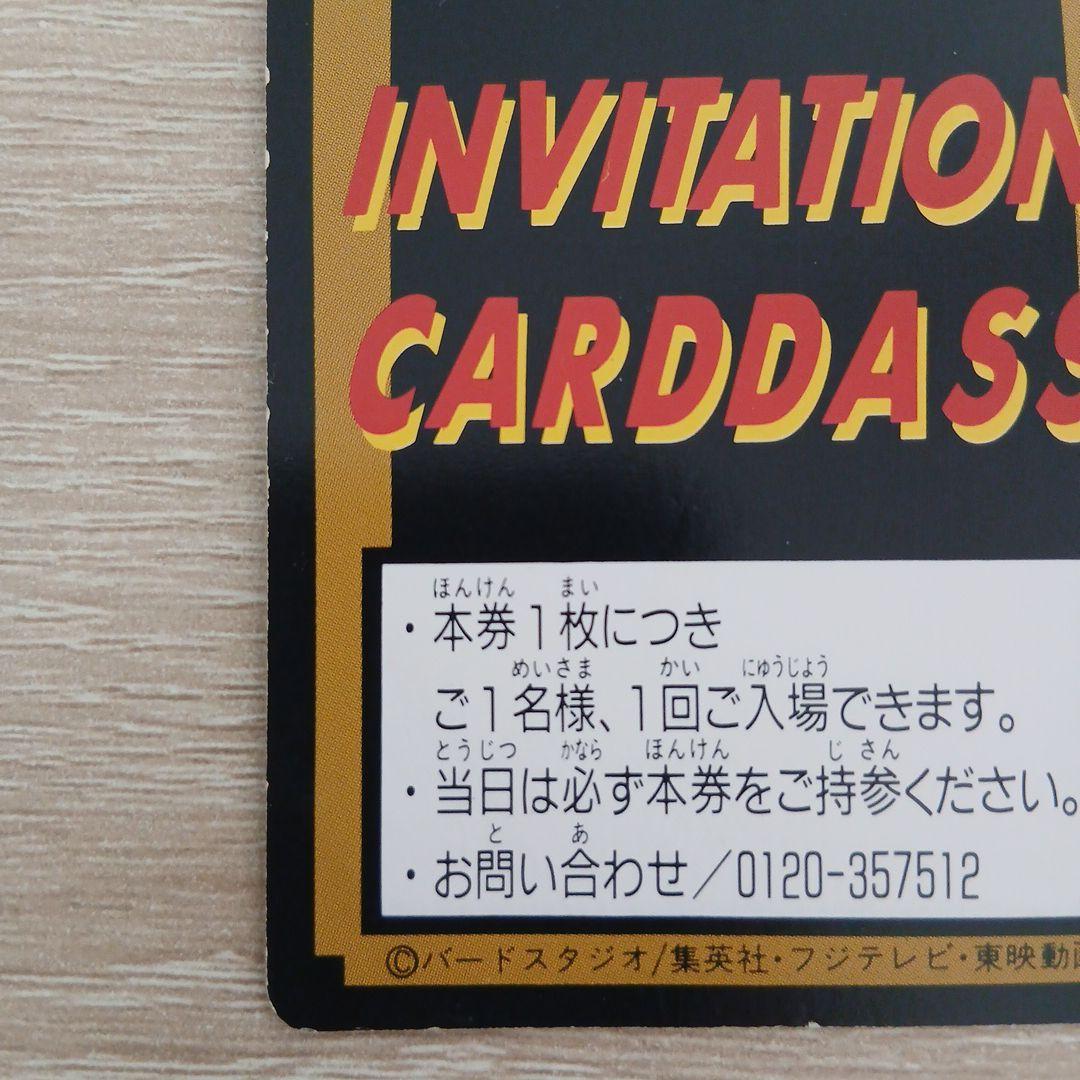 INVITATION
CARDDASS
ほんけん まい
・本券1枚につき
めいさま かい にゅうじょう
ご1名様、1回ご入場できます。
とうじつ かなら ほんけん じ さん
・当日は必ず本券をご持参ください。
と あ
・お問い合わせ／0120-357512
©バードスタジオ/集英社・フジテレビ・東映動画